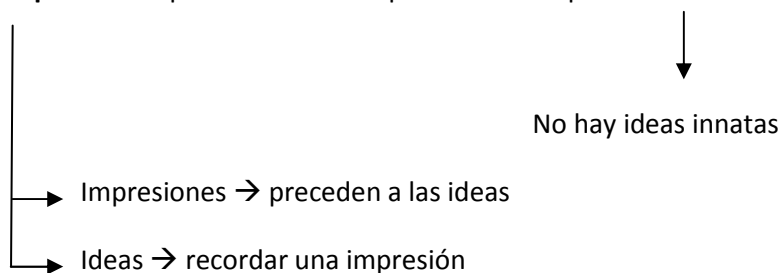 No hay ideas innatas
Impresiones → preceden a las ideas
Ideas → recordar una impresión